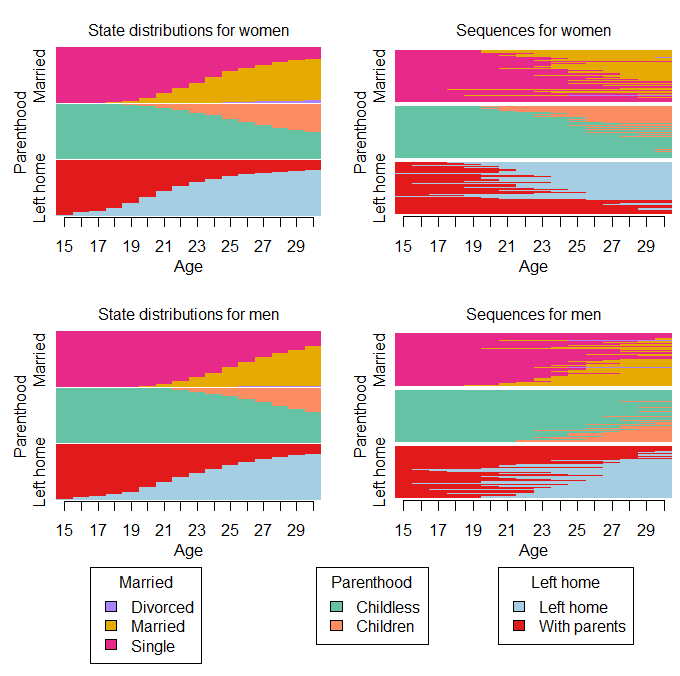 State distributions for women
Married
Parenthood
Left home
15 17 19 21 23 25 27 29
Age
Sequences for women
Married
Parenthood
Left home
15 17 19 21 23 25 27 29
Age
State distributions for men
Married
Parenthood
Left home
15 17 19 21 23 25 27 29
Age
Sequences for men
Married
Parenthood
Left home
15 17 19 21 23 25 27 29
Age
Married
Divorced
Married
Single
Parenthood
Childless
Children
Left home
Left home
With parents